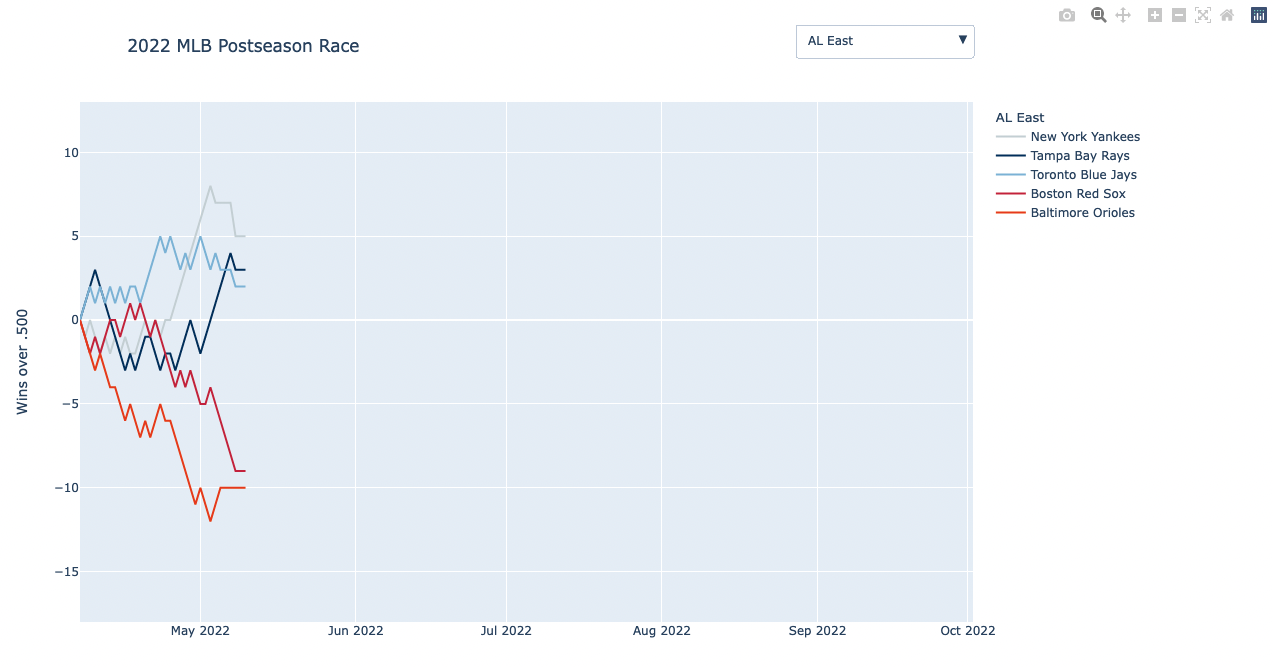 2022 MLB Postseason Race
AL East
▼
AL East
New York Yankees
Tampa Bay Rays
Toronto Blue Jays
Boston Red Sox
Baltimore Orioles
Wins over .500
10
5
0
−5
−10
−15
May 2022
Jun 2022
Jul 2022
Aug 2022
Sep 2022
Oct 2022